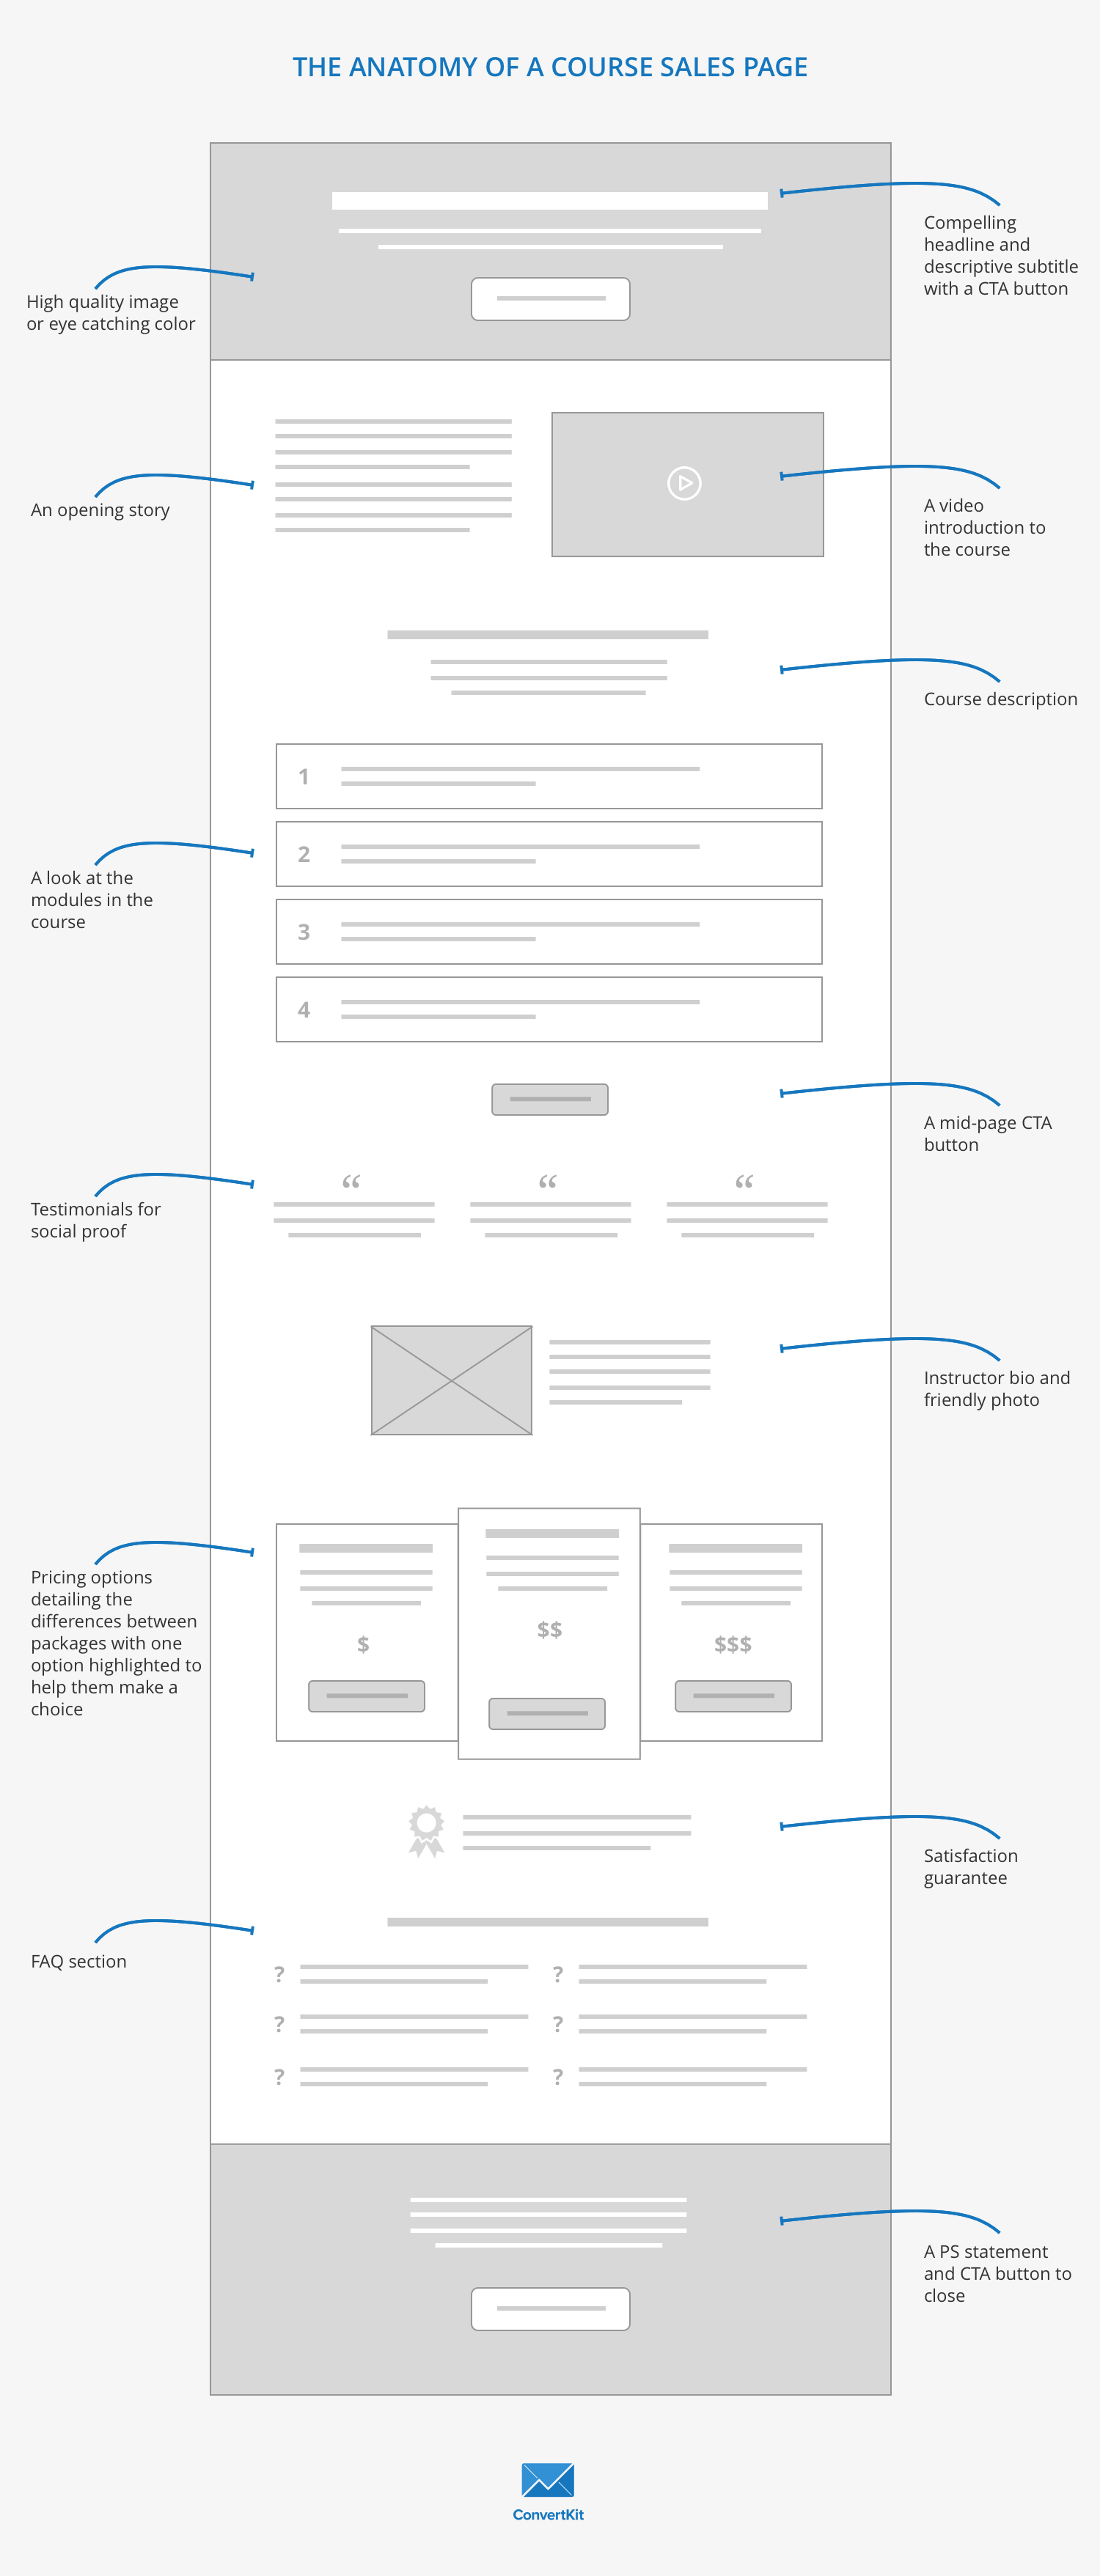 THE ANATOMY OF A COURSE SALES PAGE
Compelling
headline and
descriptive subtitle
with a CTA button
High quality image
or eye catching color
An opening story
A video
introduction to
the course
Course description
1
2
A look at the
modules in the
course
3
4
A mid-page CTA
button
“ “ “
Testimonials for
social proof
Instructor bio and
friendly photo
Pricing options
detailing the
differences between
packages with one
option highlighted to
help them make a
choice
$ $$ $$$
Satisfaction
guarantee
FAQ section
? ?
? ?
? ?
A PS statement
and CTA button to
close
ConvertKit